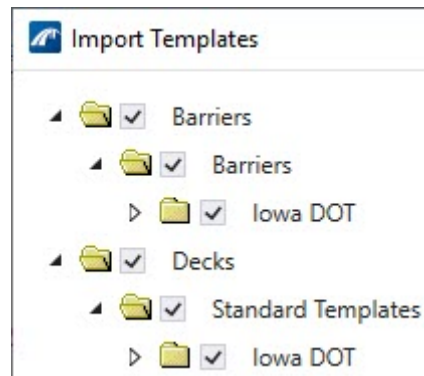 Import Templates
Barriers
Barriers
Iowa DOT
Decks
Standard Templates
Iowa DOT